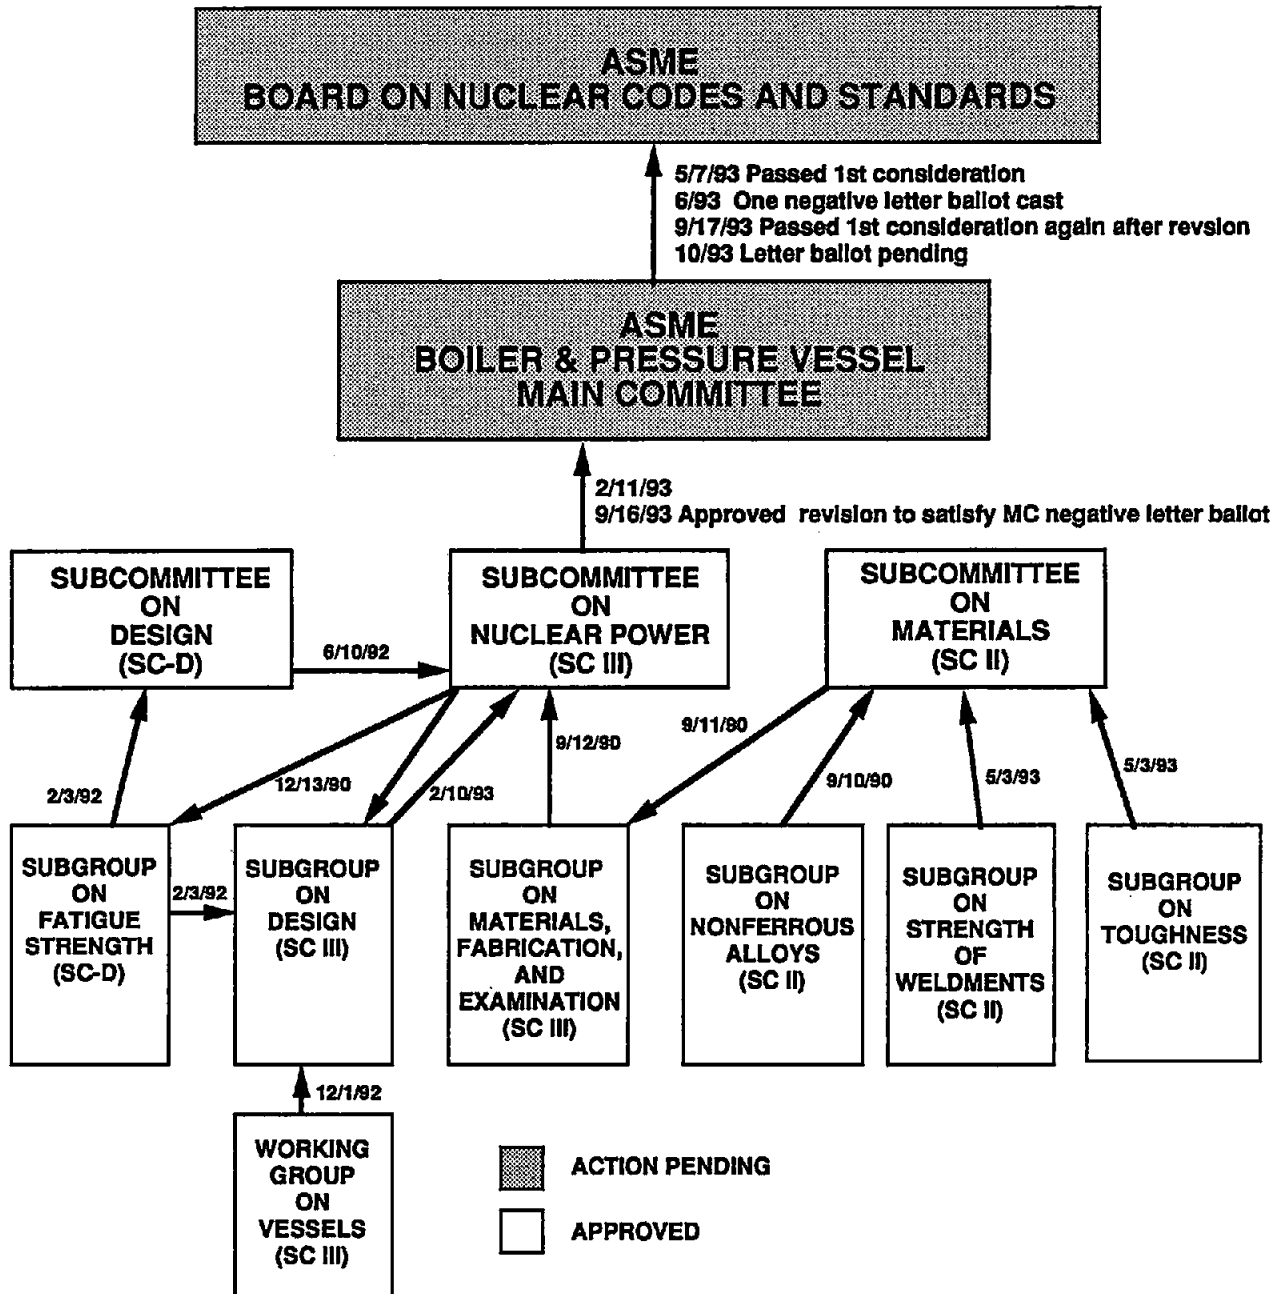 ASME
BOARD ON NUCLEAR CODES AND STANDARDS
5/7/93 Passed 1st consideration
6/93 One negative letter ballot cast
9/17/93 Passed 1st consideration again after revsion
10/93 Letter ballot pending
ASME
BOILER & PRESSURE VESSEL
MAIN COMMITTEE
2/11/93
9/16/93 Approved revision to satisfy MC negative letter ballot
SUBCOMMITTEE
ON
DESIGN
(SC-D)
6/10/92
SUBCOMMITTEE
ON
NUCLEAR POWER
(SC III)
SUBCOMMITTEE
ON
MATERIALS
(SC II)
2/3/92
12/13/90
2/10/93
9/12/90
9/11/90
9/10/90
5/3/93
5/3/93
SUBGROUP
ON
FATIGUE
STRENGTH
(SC-D)
2/3/92
SUBGROUP
ON
DESIGN
(SC III)
SUBGROUP
ON
MATERIALS,
FABRICATION,
AND
EXAMINATION
(SC III)
SUBGROUP
ON
NONFERROUS
ALLOYS
(SC II)
SUBGROUP
ON
STRENGTH
OF
WELDMENTS
(SC II)
SUBGROUP
ON
TOUGHNESS
(SC II)
12/1/92
WORKING
GROUP
ON
VESSELS
(SC III)
ACTION PENDING
APPROVED